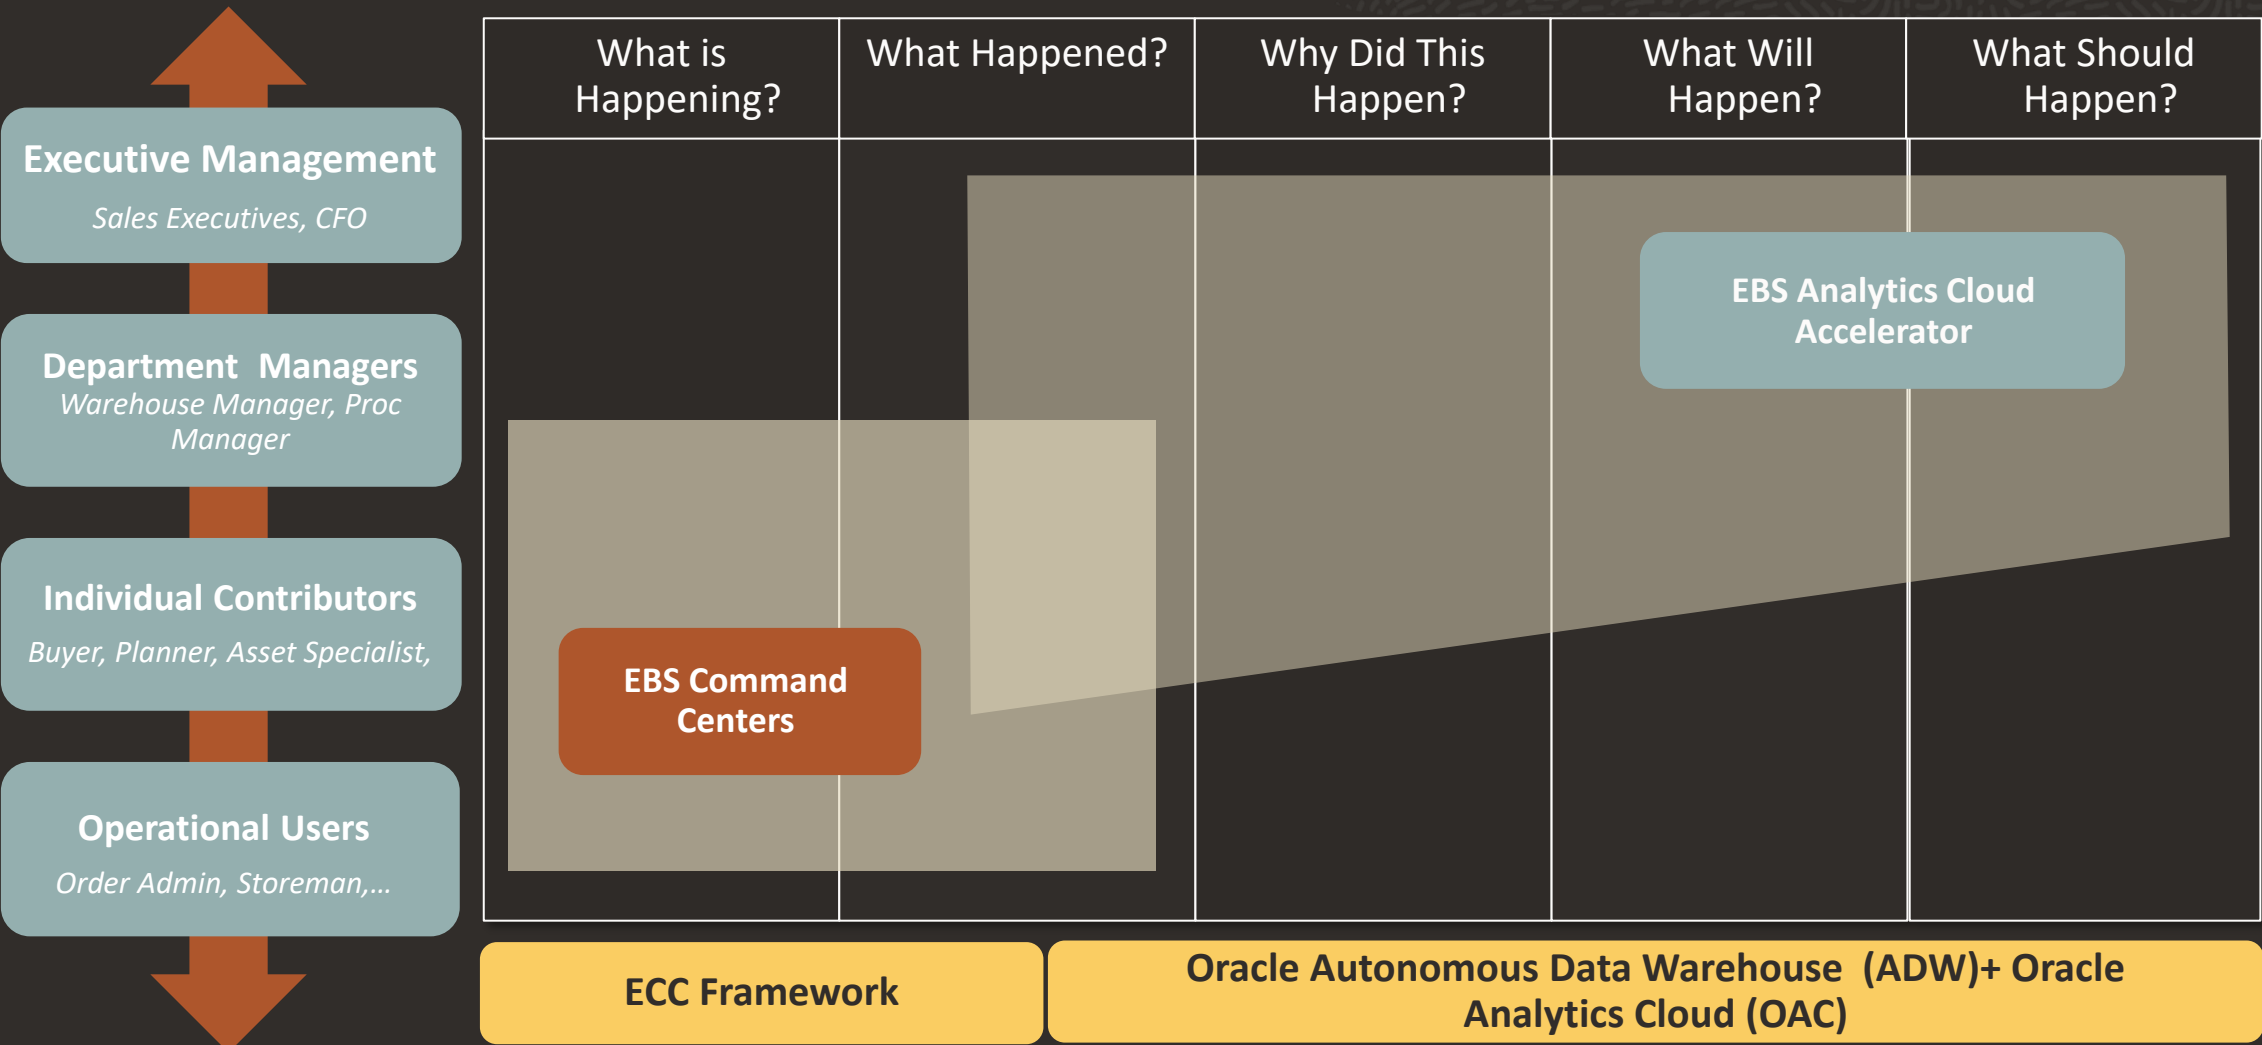 What is
Happening?
What Happened?
Why Did This
Happen?
What Will
Happen?
What Should
Happen?
Executive Management
Sales Executives, CFO
Department  Managers
Warehouse Manager, Proc
Manager
Individual Contributors
Buyer, Planner, Asset Specialist,
Operational Users
Order Admin, Storeman,...
EBS Analytics Cloud
Accelerator
EBS Command
Centers
ECC Framework
Oracle Autonomous Data Warehouse  (ADW)+ Oracle
Analytics Cloud (OAC)